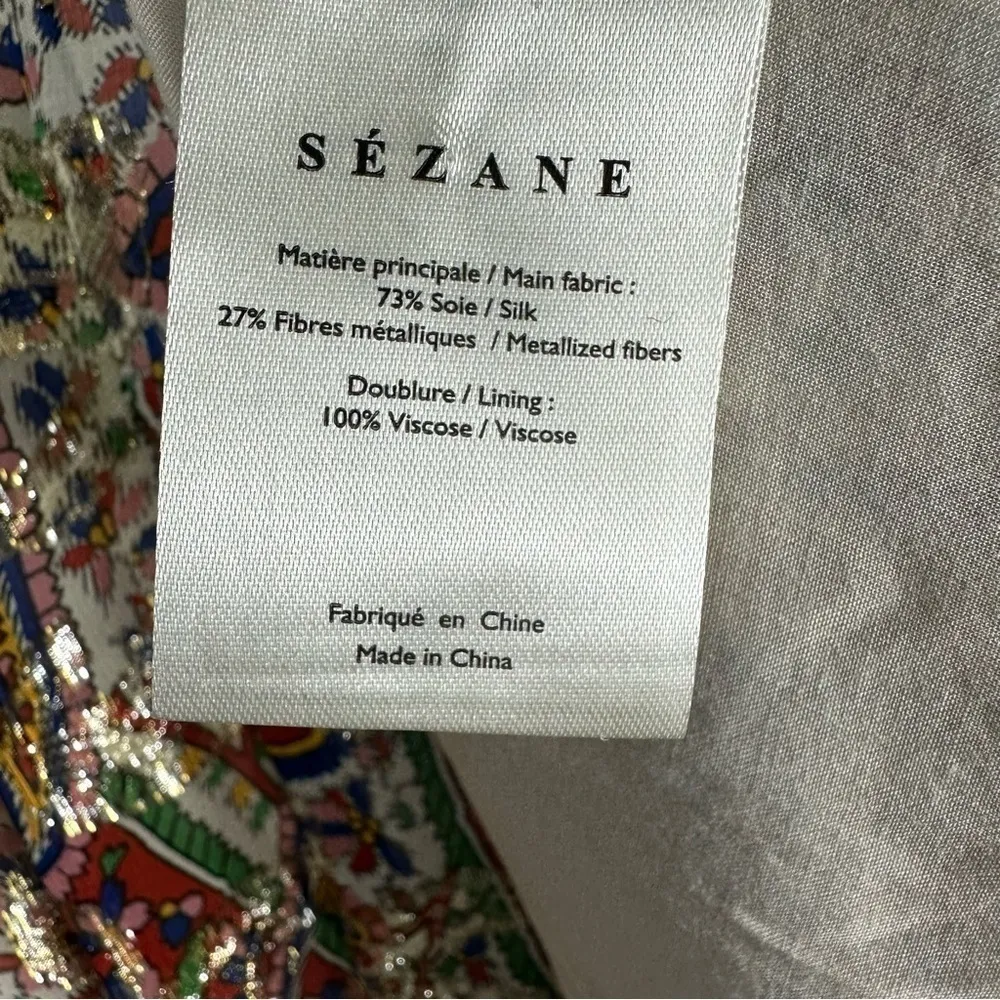 SÉZANE
Matière principale / Main fabric :
73% Soie / Silk
27% Fibres métalliques / Metallized fibers
Doublure / Lining :
100% Viscose / Viscose
Fabriqué en Chine
Made in China